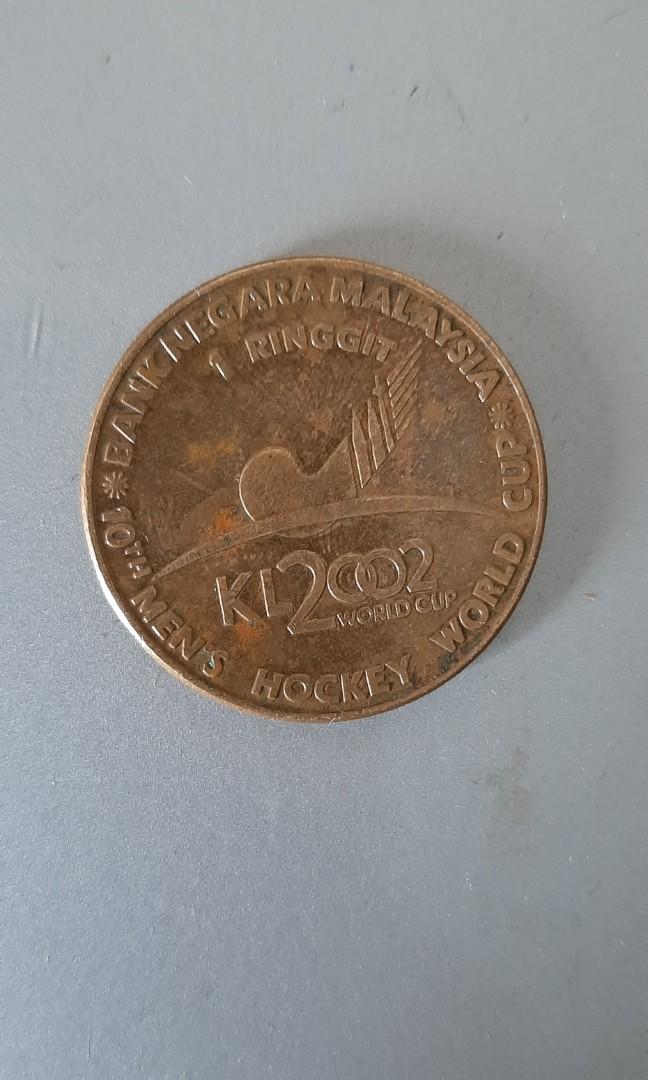 BANK NEGARA MALAYSIA
1 RINGGIT
KL2002
WORLD CUP
10TH MEN'S HOCKEY WORLD CUP